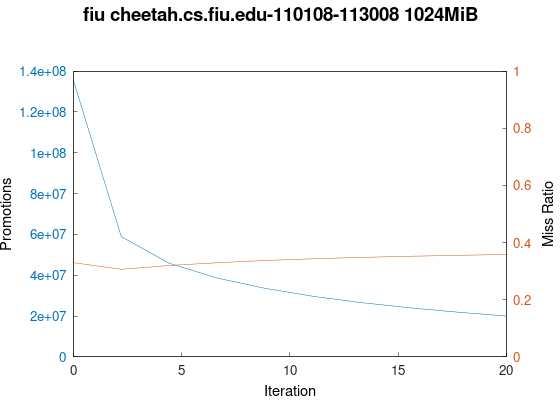 fiu cheetah.cs.fiu.edu-110108-113008 1024MiB
1.4e+08
1.2e+08
1e+08
8e+07
6e+07
4e+07
2e+07
0
Promotions
1
0.8
0.6
0.4
0.2
0
Miss Ratio
0
5
10
15
20
Iteration